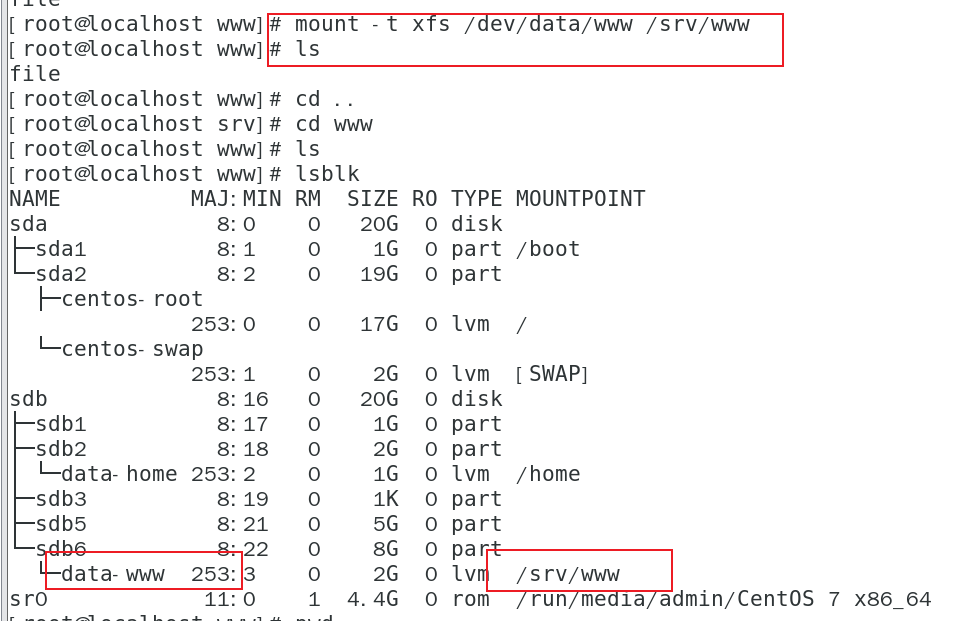 file
[root@localhost www]# mount -t xfs /dev/data/www /srv/www
[root@localhost www]# ls
file
[root@localhost www]# cd ..
[root@localhost srv]# cd www
[root@localhost www]# ls
[root@localhost www]# lsblk
NAME MAJ:MIN RM SIZE RO TYPE MOUNTPOINT
sda 8:0 0 20G 0 disk
├─sda1 8:1 0 1G 0 part /boot
└─sda2 8:2 0 19G 0 part
├─centos-root
253:0 0 17G 0 lvm /
└─centos-swap
253:1 0 2G 0 lvm [SWAP]
sdb 8:16 0 20G 0 disk
├─sdb1 8:17 0 1G 0 part
├─sdb2 8:18 0 2G 0 part
│ └─data-home 253:2 0 1G 0 lvm /home
├─sdb3 8:19 0 1K 0 part
├─sdb5 8:21 0 5G 0 part
└─sdb6 8:22 0 8G 0 part
└─data-www 253:3 0 2G 0 lvm /srv/www
sr0 11:0 1 4.4G 0 rom /run/media/admin/CentOS 7 x86_64
[root@localhost www]# pwd